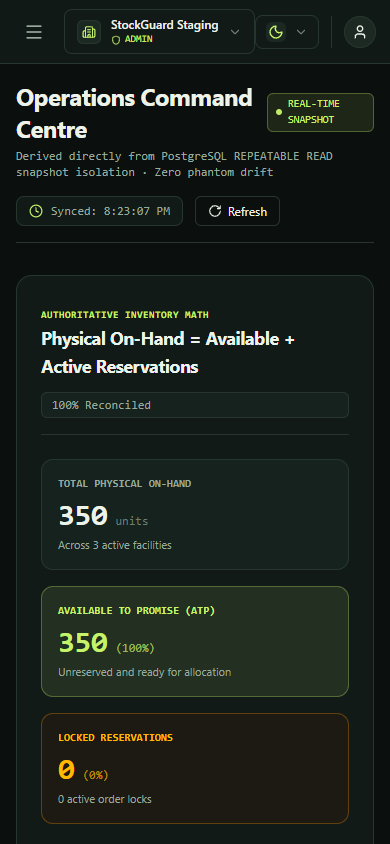 StockGuard Staging
ADMIN
Operations Command
Centre
REAL-TIME
SNAPSHOT
Derived directly from PostgreSQL REPEATABLE READ
snapshot isolation · Zero phantom drift
Synced: 8:23:07 PM
Refresh
AUTHORITATIVE INVENTORY MATH
Physical On-Hand = Available +
Active Reservations
100% Reconciled
TOTAL PHYSICAL ON-HAND
350 units
Across 3 active facilities
AVAILABLE TO PROMISE (ATP)
350 (100%)
Unreserved and ready for allocation
LOCKED RESERVATIONS
0 (0%)
0 active order locks